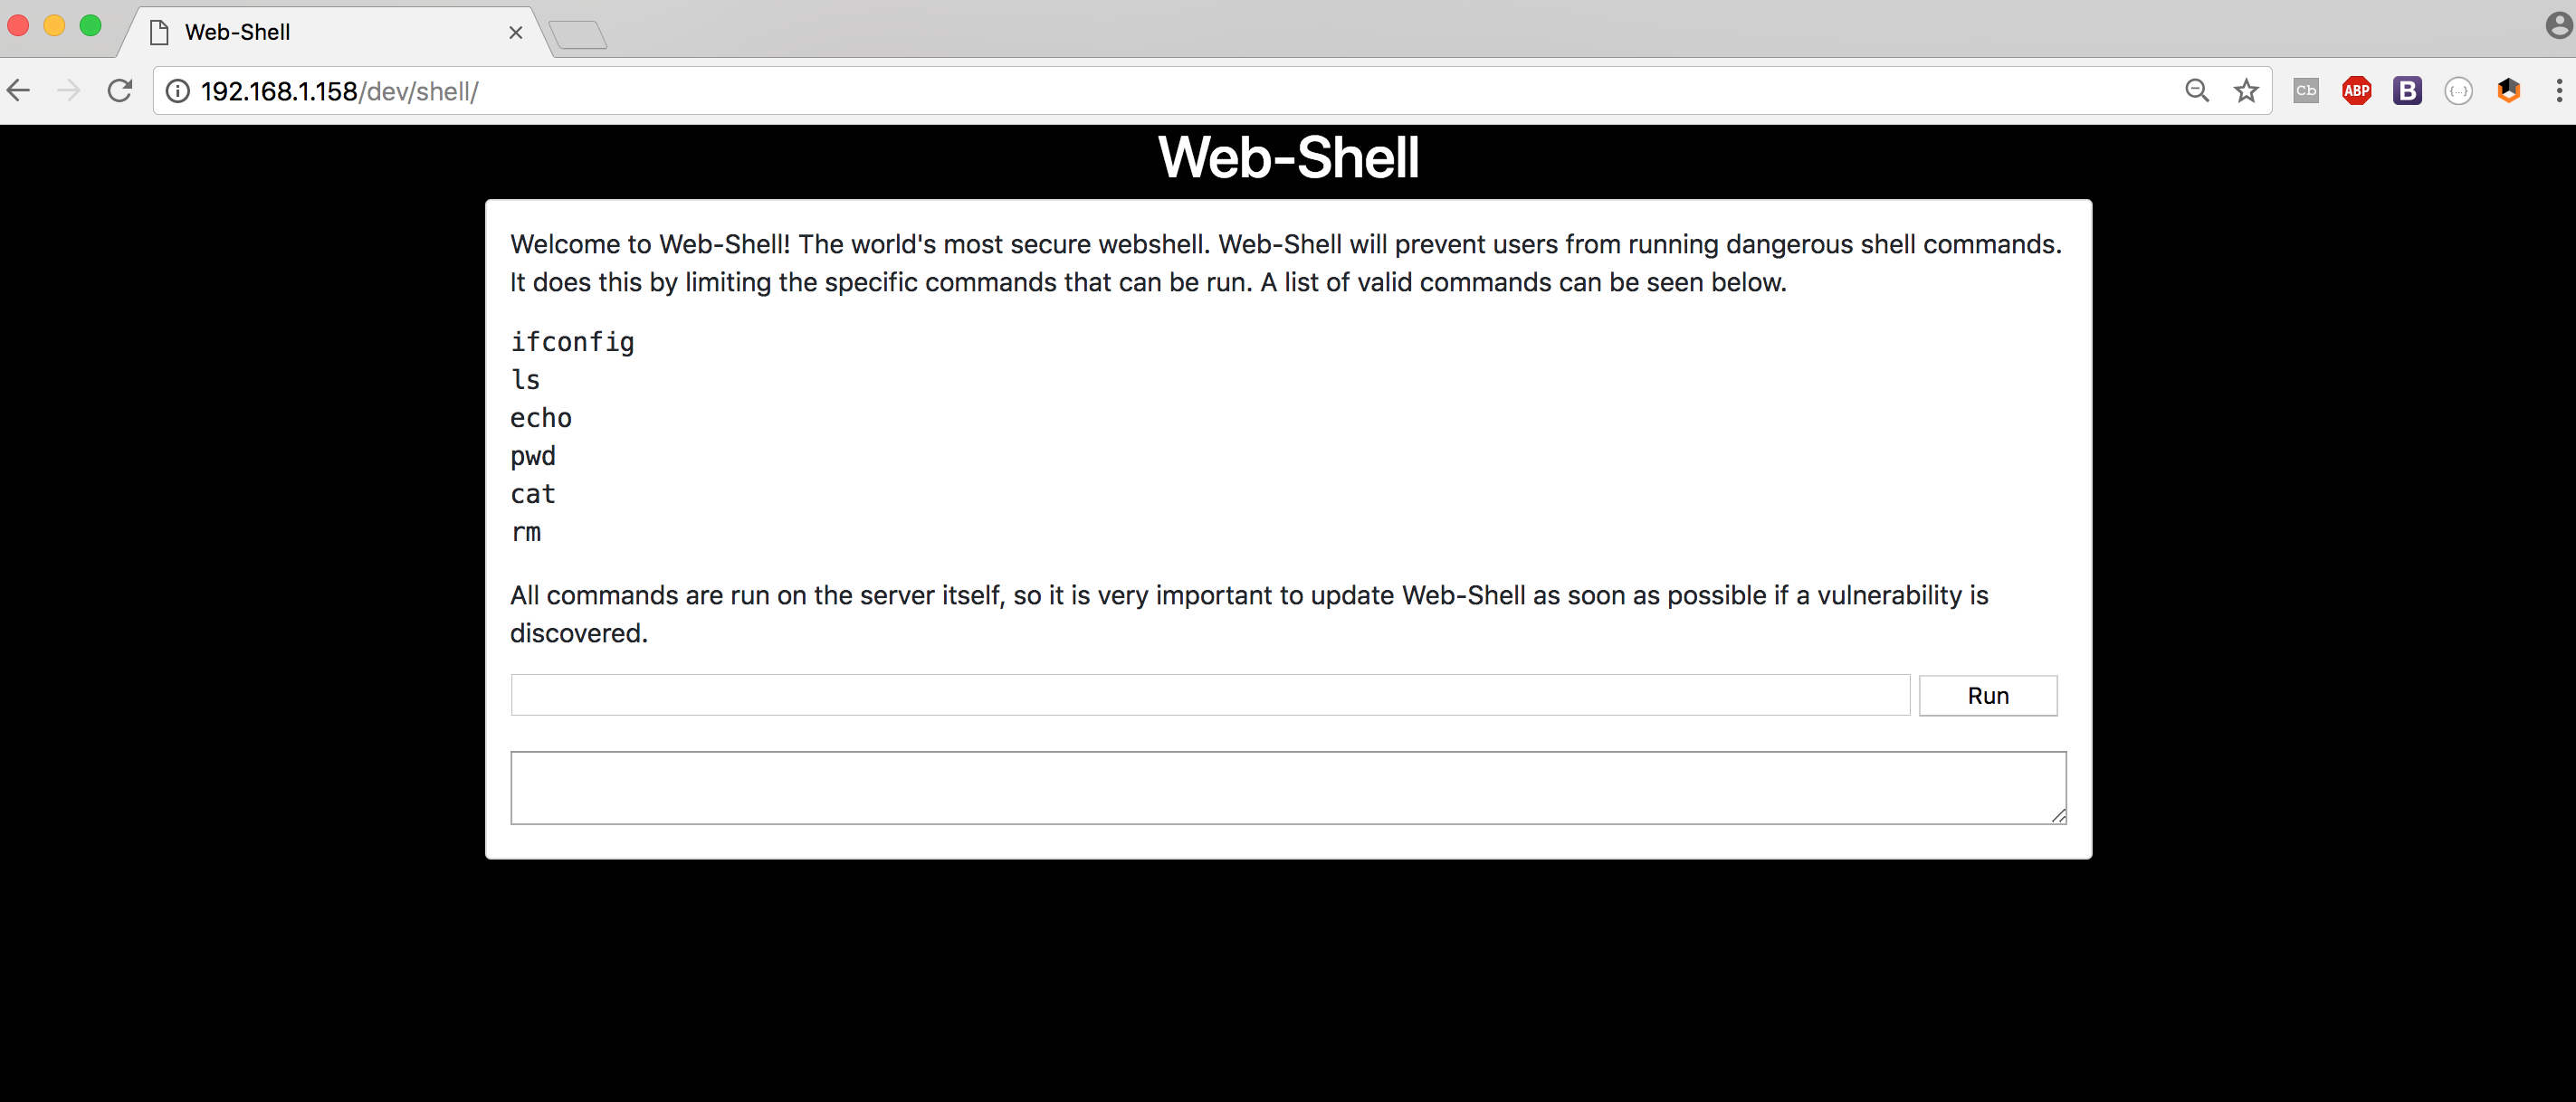 Web-Shell
192.168.1.158/dev/shell/
Cb
ABP
B
{...}
Web-Shell
Welcome to Web-Shell! The world's most secure webshell. Web-Shell will prevent users from running dangerous shell commands.
It does this by limiting the specific commands that can be run. A list of valid commands can be seen below.
ifconfig
ls
echo
pwd
cat
rm
All commands are run on the server itself, so it is very important to update Web-Shell as soon as possible if a vulnerability is
discovered.
Run